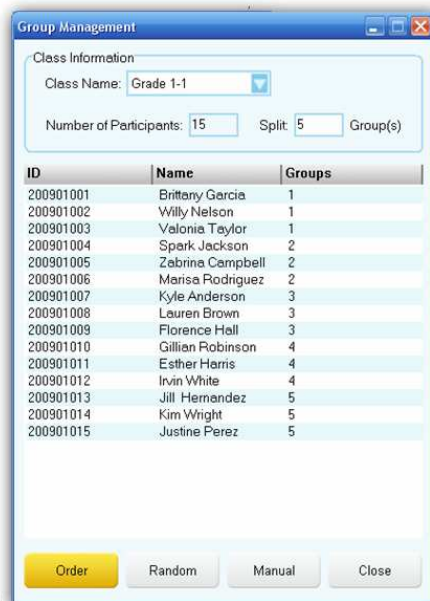 Group Management
Class Information
Class Name: Grade 1-1
Number of Participants: 15 Split: 5 Group(s)
ID Name Groups
200901001 Brittany Garcia 1
200901002 Willy Nelson 1
200901003 Valonia Taylor 1
200901004 Spark Jackson 2
200901005 Zabrina Campbell 2
200901006 Marisa Rodriguez 2
200901007 Kyle Anderson 3
200901008 Lauren Brown 3
200901009 Florence Hall 3
200901010 Gillian Robinson 4
200901011 Esther Harris 4
200901012 Irvin White 4
200901013 Jill Hernandez 5
200901014 Kim Wright 5
200901015 Justine Perez 5
Order Random Manual Close